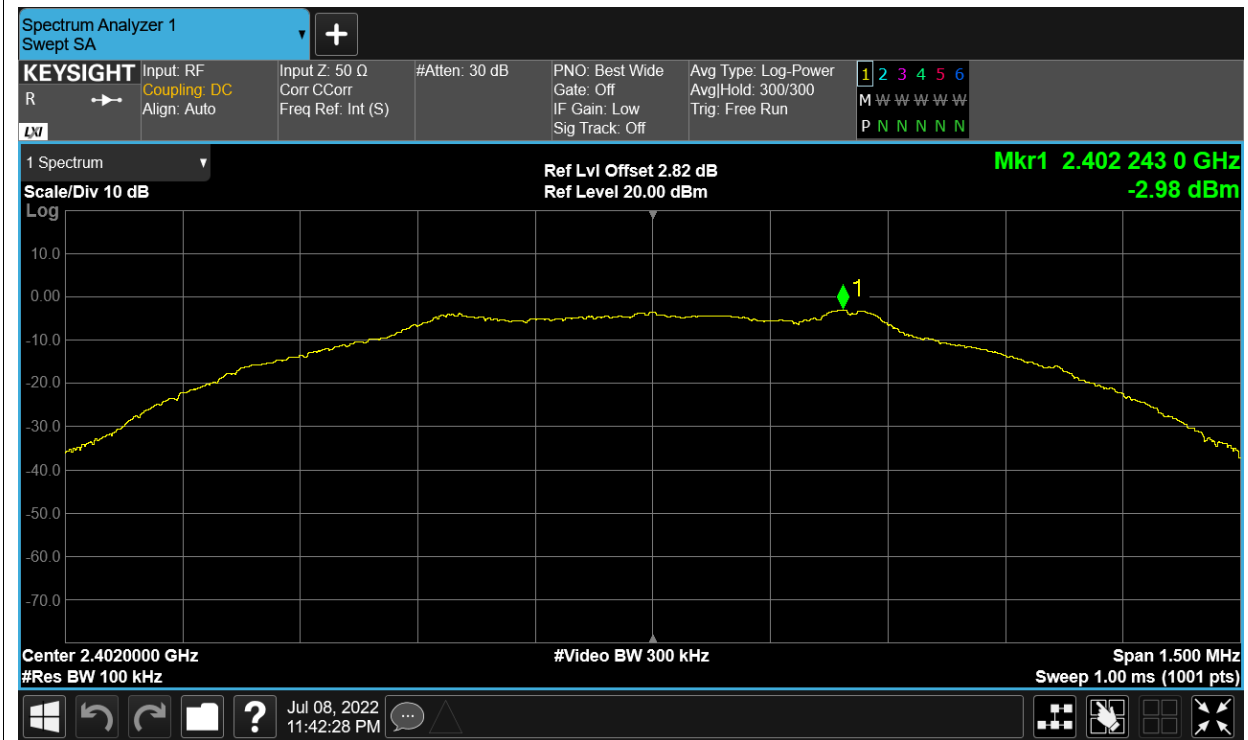 Spectrum Analyzer 1
Swept SA
+
KEYSIGHT
R
LXI
Input: RF
Coupling: DC
Align: Auto
Input Z: 50 Ω
Corr CCorr
Freq Ref: Int (S)
#Atten: 30 dB
PNO: Best Wide
Gate: Off
IF Gain: Low
Sig Track: Off
Avg Type: Log-Power
Avg|Hold: 300/300
Trig: Free Run
1 2 3 4 5 6
M W W W W W
P N N N N N
1 Spectrum
Scale/Div 10 dB
Ref Lvl Offset 2.82 dB
Ref Level 20.00 dBm
Mkr1 2.402 243 0 GHz
-2.98 dBm
Log
10.0
0.00
-10.0
-20.0
-30.0
-40.0
-50.0
-60.0
-70.0
1
Center 2.4020000 GHz
#Res BW 100 kHz
#Video BW 300 kHz
Span 1.500 MHz
Sweep 1.00 ms (1001 pts)
?
Jul 08, 2022
11:42:28 PM